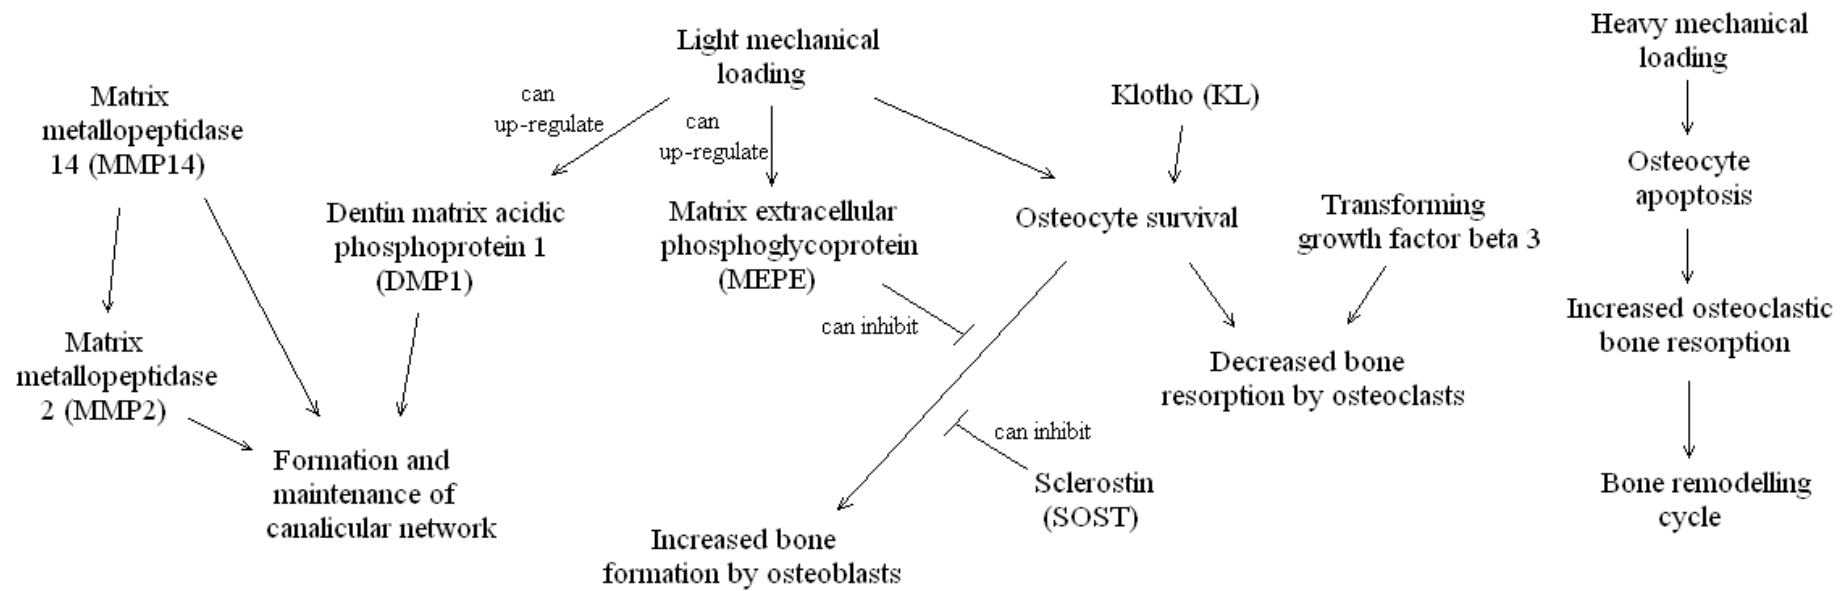 Light mechanical
loading
Heavy mechanical
loading
Matrix
metallopeptidase
14 (MMP14)
can
up-regulate
can
up-regulate
Klotho (KL)
Osteocyte
apoptosis
Dentin matrix acidic
phosphoprotein 1
(DMP1)
Matrix extracellular
phosphoglycoprotein
(MEPE)
Osteocyte survival
Transforming
growth factor beta 3
can inhibit
Increased osteoclastic
bone resorption
Matrix
metallopeptidase
2 (MMP2)
Decreased bone
resorption by osteoclasts
can inhibit
Formation and
maintenance of
canalicular network
Sclerostin
(SOST)
Bone remodelling
cycle
Increased bone
formation by osteoblasts